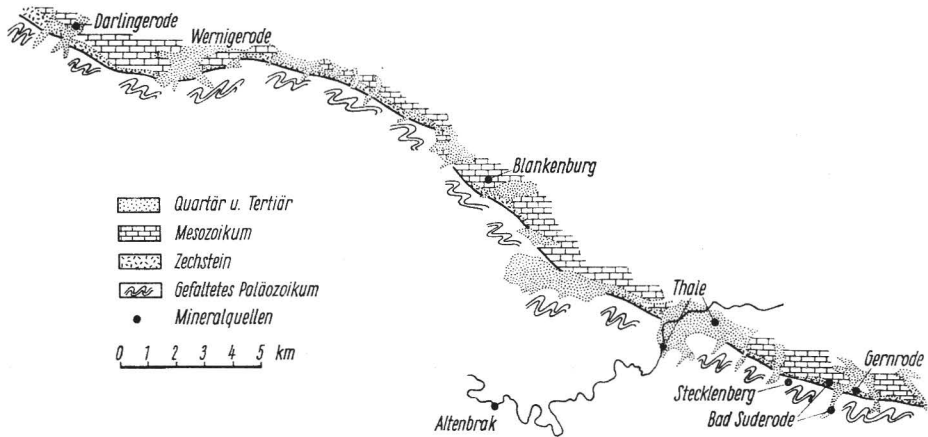 Darlingerode
Wernigerode
Blankenburg
Quartär u. Tertiär
Mesozoikum
Zechstein
Gefaltetes Paläozoikum
Mineralquellen
0 1 2 3 4 5 km
Thale
Gernrode
Stecklenberg
Bad Suderode
Altenbrak